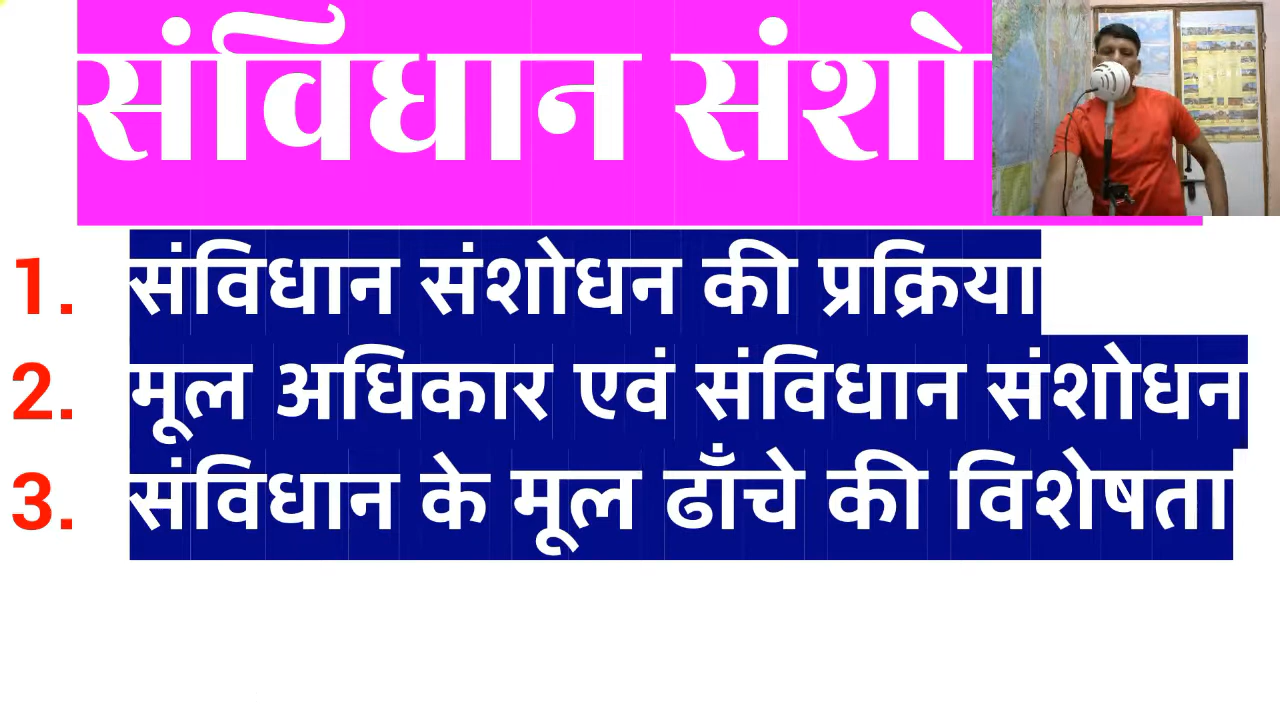 संविधान संशो
1. संविधान संशोधन की प्रक्रिया
2. मूल अधिकार एवं संविधान संशोधन
3. संविधान के मूल ढाँचे की विशेषता